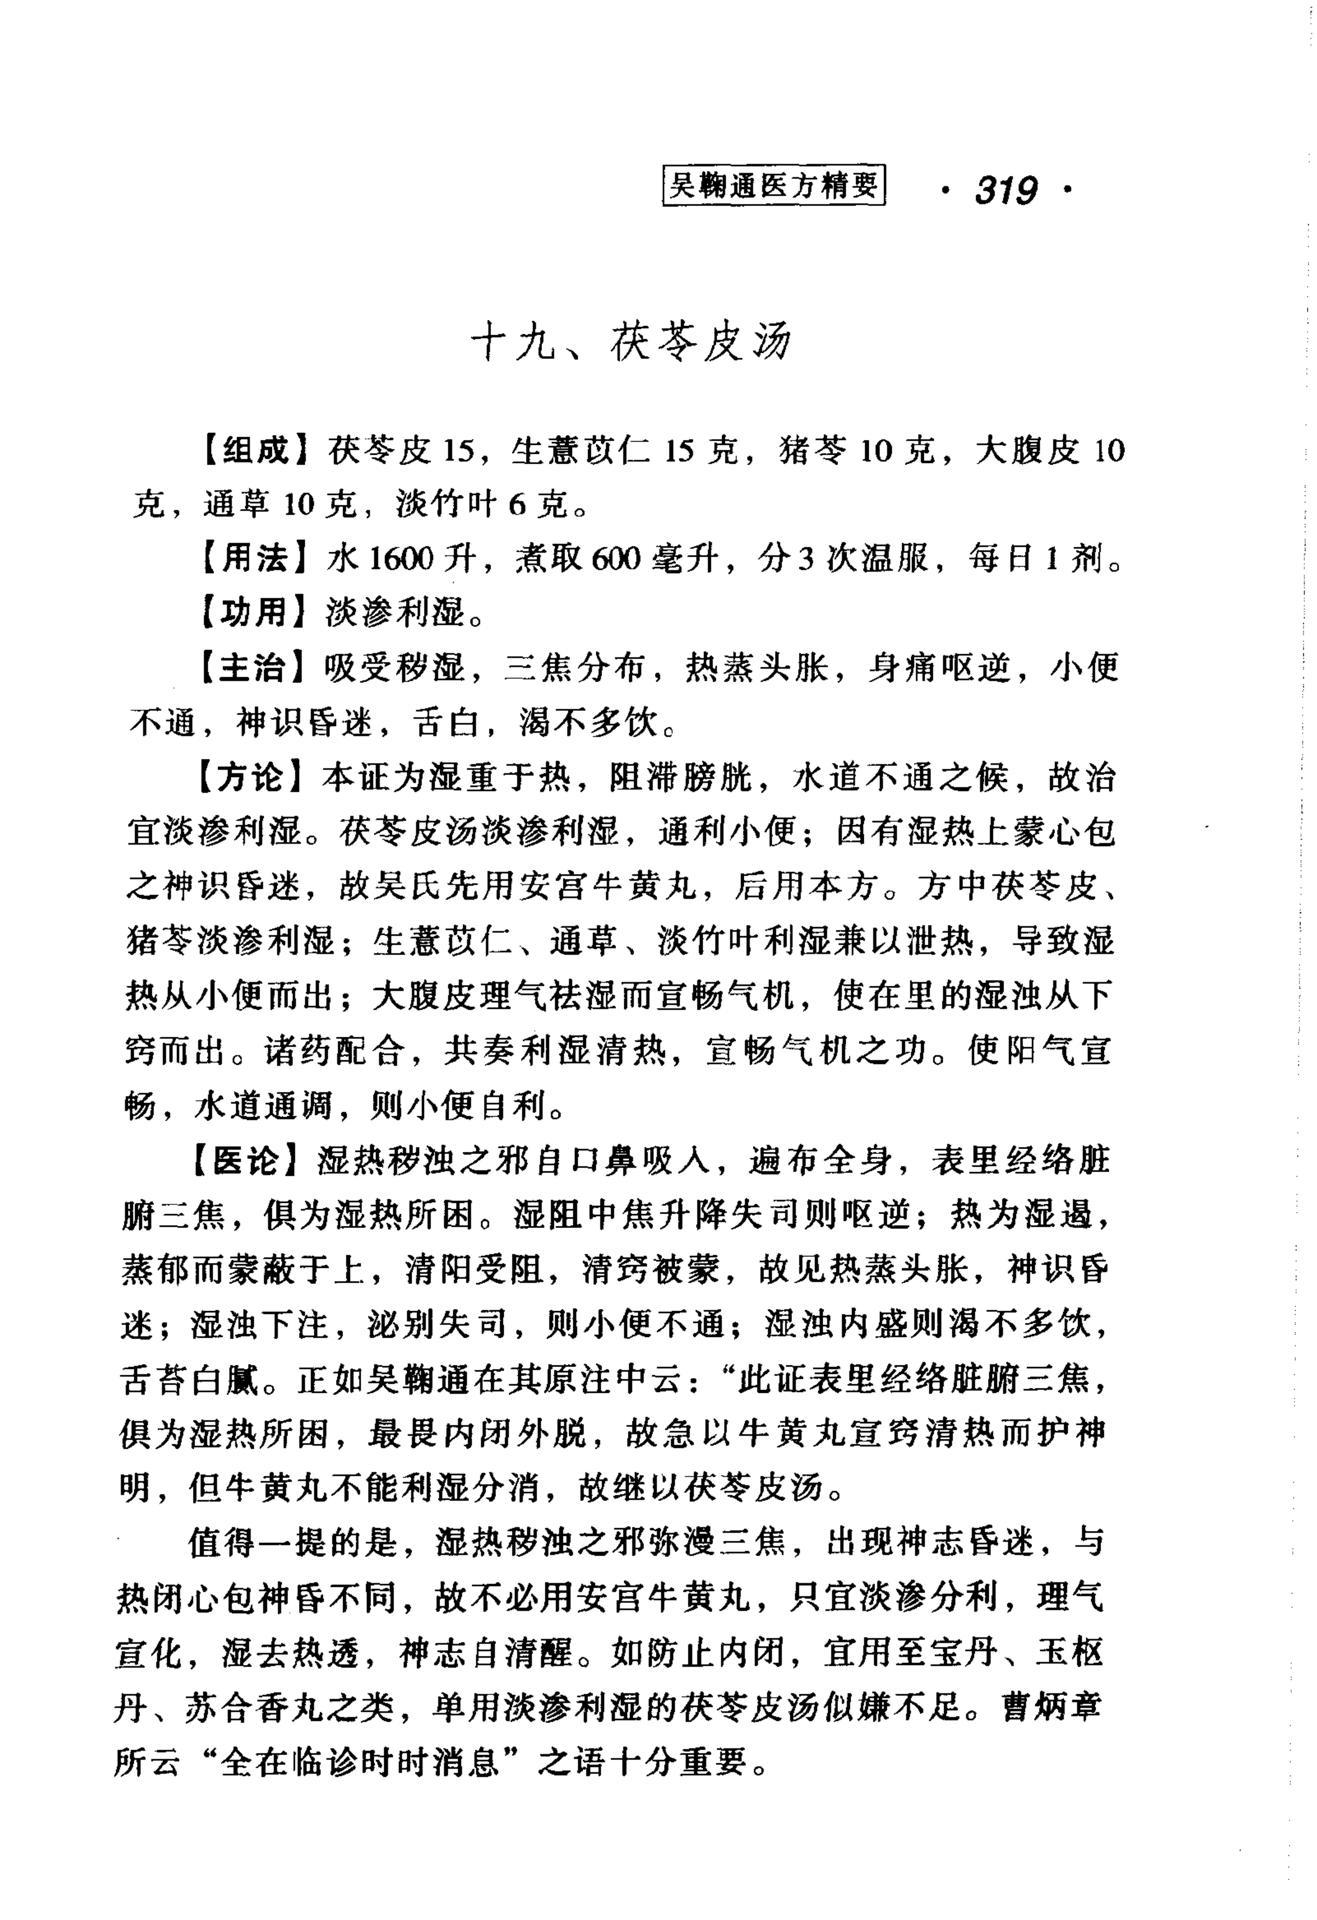 吴鞠通医方精要 · 319 ·
十九、茯苓皮汤
【组成】茯苓皮 15，生薏苡仁 15 克，猪苓 10 克，大腹皮 10
克，通草 10 克，淡竹叶 6 克。
【用法】水 1600 升，煮取 600 毫升，分 3 次温服，每日 1 剂。
【功用】淡渗利湿。
【主治】吸受秽湿，三焦分布，热蒸头胀，身痛呕逆，小便
不通，神识昏迷，舌白，渴不多饮。
【方论】本证为湿重于热，阻滞膀胱，水道不通之候，故治
宜淡渗利湿。茯苓皮汤淡渗利湿，通利小便；因有湿热上蒙心包
之神识昏迷，故吴氏先用安宫牛黄丸，后用本方。方中茯苓皮、
猪苓淡渗利湿；生薏苡仁、通草、淡竹叶利湿兼以泄热，导致湿
热从小便而出；大腹皮理气祛湿而宣畅气机，使在里的湿浊从下
窍而出。诸药配合，共奏利湿清热，宣畅气机之功。使阳气宣
畅，水道通调，则小便自利。
【医论】湿热秽浊之邪自口鼻吸入，遍布全身，表里经络脏
腑三焦，俱为湿热所困。湿阻中焦升降失司则呕逆；热为湿遏，
蒸郁而蒙蔽于上，清阳受阻，清窍被蒙，故见热蒸头胀，神识昏
迷；湿浊下注，泌别失司，则小便不通；湿浊内盛则渴不多饮，
舌苔白腻。正如吴鞠通在其原注中云：“此证表里经络脏腑三焦，
俱为湿热所困，最畏内闭外脱，故急以牛黄丸宣窍清热而护神
明，但牛黄丸不能利湿分消，故继以茯苓皮汤。
值得一提的是，湿热秽浊之邪弥漫三焦，出现神志昏迷，与
热闭心包神昏不同，故不必用安宫牛黄丸，只宜淡渗分利，理气
宣化，湿去热透，神志自清醒。如防止内闭，宜用至宝丹、玉枢
丹、苏合香丸之类，单用淡渗利湿的茯苓皮汤似嫌不足。曹炳章
所云“全在临诊时时消息”之语十分重要。